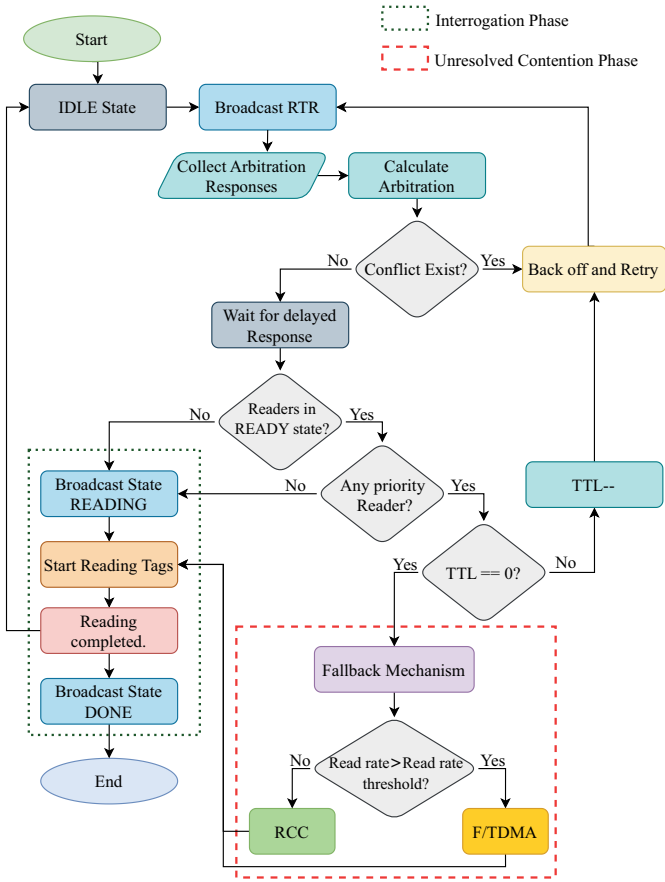 Start
Interrogation Phase
Unresolved Contention Phase
IDLE State
Broadcast RTR
Collect Arbitration
Responses
Calculate
Arbitration
No
Conflict Exist?
Yes
Back off and Retry
Wait for delayed
Response
No
Readers in
READY state?
Yes
Broadcast State
READING
No
Any priority
Reader?
Yes
TTL--
Start Reading Tags
Yes
TTL == 0?
No
Reading
completed.
Fallback Mechanism
Broadcast State
DONE
No
Read rate>Read rate
threshold?
Yes
End
RCC
F/TDMA